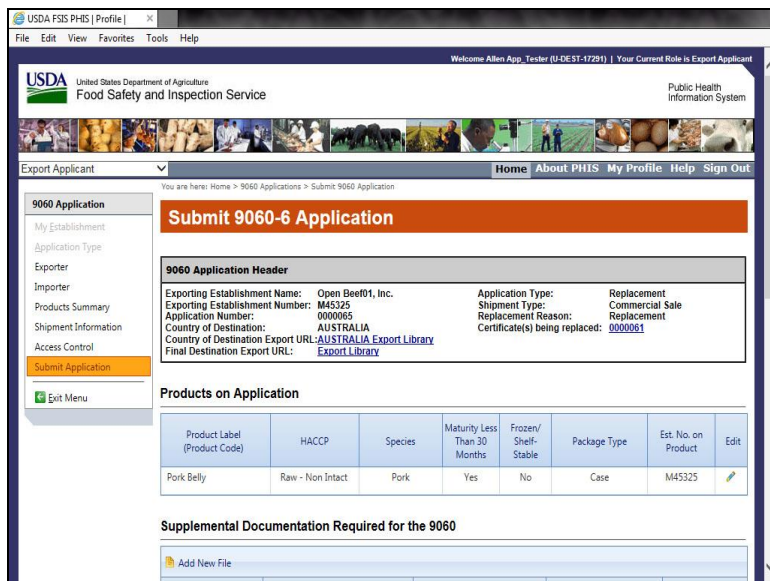 USDA FSIS PHIS | Profile |
File Edit View Favorites Tools Help
Welcome Allen App_Tester (U-DEST-17291) | Your Current Role is Export Applicant
USDA
United States Department of Agriculture
Food Safety and Inspection Service
Public Health
Information System
Export Applicant
Home About PHIS My Profile Help Sign Out
You are here: Home > 9060 Applications > Submit 9060 Application
9060 Application
My Establishment
Application Type
Exporter
Importer
Products Summary
Shipment Information
Access Control
Submit Application
Exit Menu
Submit 9060-6 Application
9060 Application Header
Exporting Establishment Name: Open Beef01, Inc. Application Type: Replacement
Exporting Establishment Number: M45325 Shipment Type: Commercial Sale
Application Number: 0000065 Replacement Reason: Replacement
Country of Destination: AUSTRALIA Certificate(s) being replaced: 0000061
Country of Destination Export URL: AUSTRALIA Export Library
Final Destination Export URL: Export Library
Products on Application
Product Label (Product Code) HACCP Species Maturity Less Than 30 Months Frozen/ Shelf-Stable Package Type Est. No. on Product Edit
Pork Belly Raw - Non Intact Pork Yes No Case M45325
Supplemental Documentation Required for the 9060
Add New File